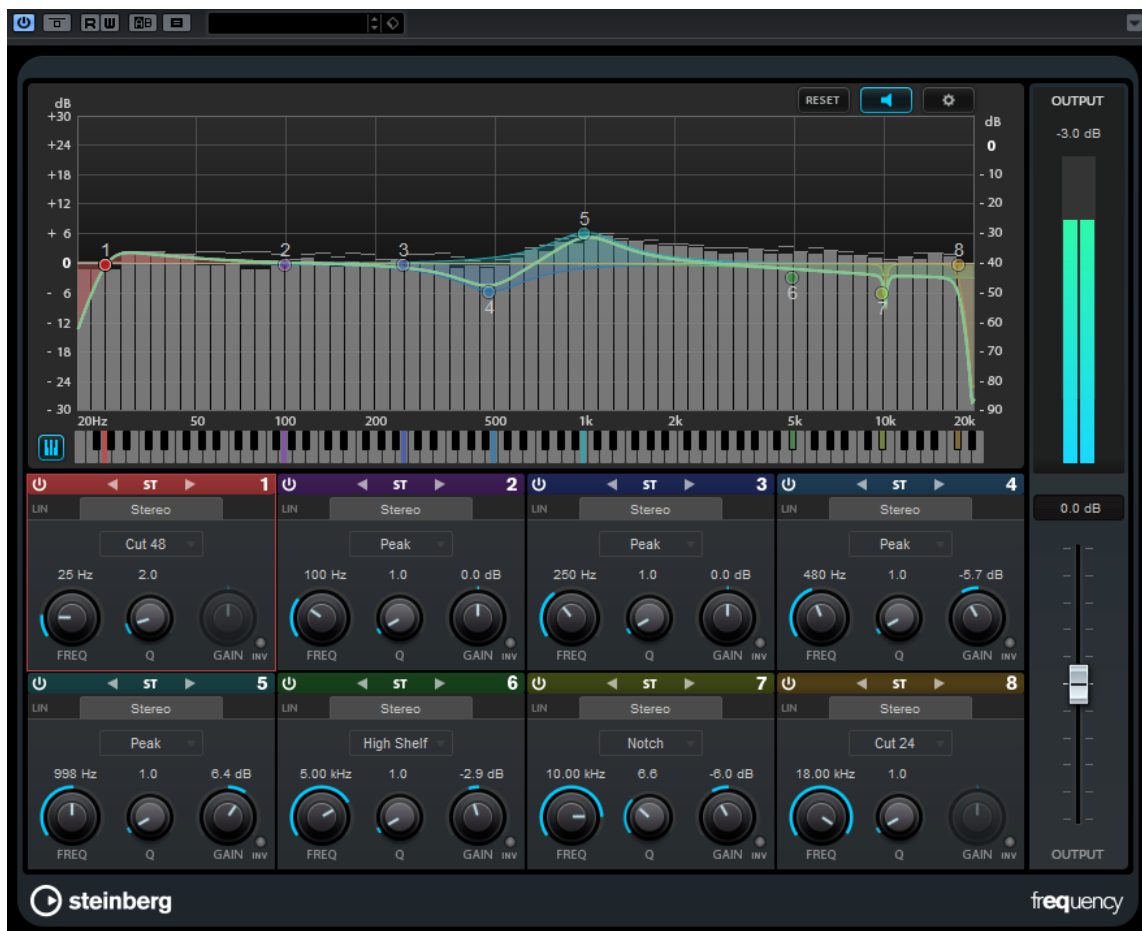 R W AB
RESET OUTPUT
dB
+30
dB
-3.0 dB
+24 0
+18 - 10
+12 - 20
+ 6 - 30
0 - 40
- 6 - 50
- 12 - 60
- 18 - 70
- 24 - 80
- 30 - 90
1 2 3 4 5 6 7 8
20Hz 50 100 200 500 1k 2k 5k 10k 20k
ST 1 ST 2 ST 3 ST 4
LIN Stereo LIN Stereo LIN Stereo LIN Stereo
0.0 dB
Cut 48 Peak Peak Peak
25 Hz 2.0 100 Hz 1.0 0.0 dB 250 Hz 1.0 0.0 dB 480 Hz 1.0 -5.7 dB
FREQ Q GAIN INV FREQ Q GAIN INV FREQ Q GAIN INV FREQ Q GAIN INV
ST 5 ST 6 ST 7 ST 8
LIN Stereo LIN Stereo LIN Stereo LIN Stereo
Peak High Shelf Notch Cut 24
998 Hz 1.0 6.4 dB 5.00 kHz 1.0 -2.9 dB 10.00 kHz 6.6 -6.0 dB 18.00 kHz 1.0
FREQ Q GAIN INV FREQ Q GAIN INV FREQ Q GAIN INV FREQ Q GAIN INV
OUTPUT
steinberg frequency